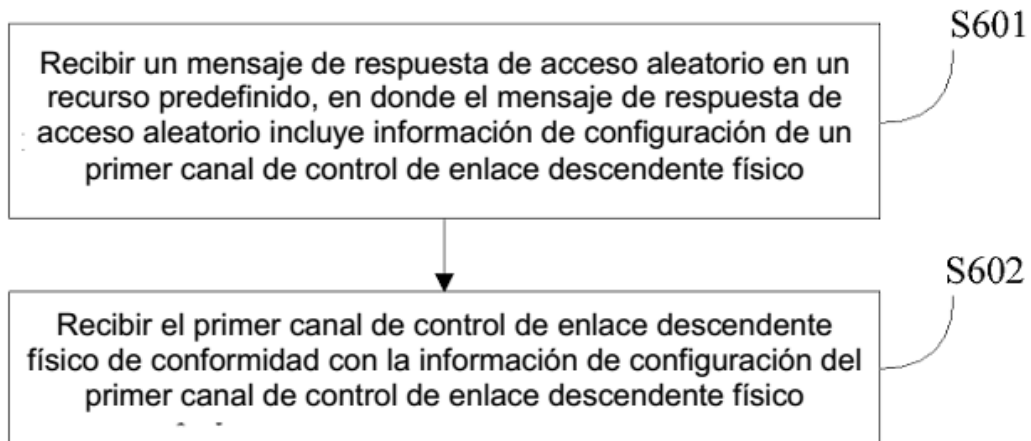 S601
Recibir un mensaje de respuesta de acceso aleatorio en un
recurso predefinido, en donde el mensaje de respuesta de
acceso aleatorio incluye información de configuración de un
primer canal de control de enlace descendente físico
S602
Recibir el primer canal de control de enlace descendente
físico de conformidad con la información de configuración del
primer canal de control de enlace descendente físico